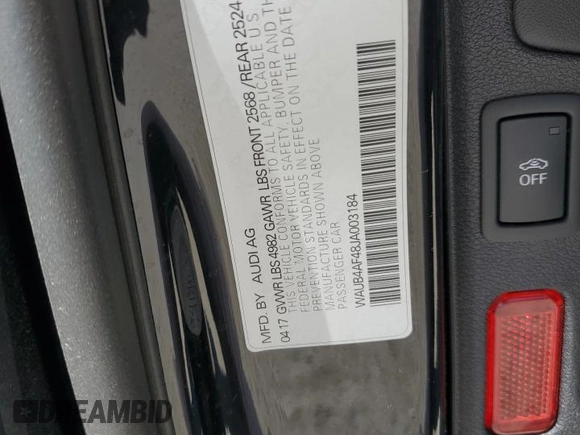 MFD. BY AUDI AG
04 17 GVWR LBS 4982 GAWR LBS FRONT 2568 / REAR 2524
THIS VEHICLE CONFORMS TO ALL APPLICABLE U S
FEDERAL MOTOR VEHICLE SAFETY, BUMPER AND THE
PREVENTION STANDARDS IN EFFECT ON THE DATE
MANUFACTURE SHOWN ABOVE
PASSENGER CAR
WAUB4AF48JA003184
OFF
DREAMBID